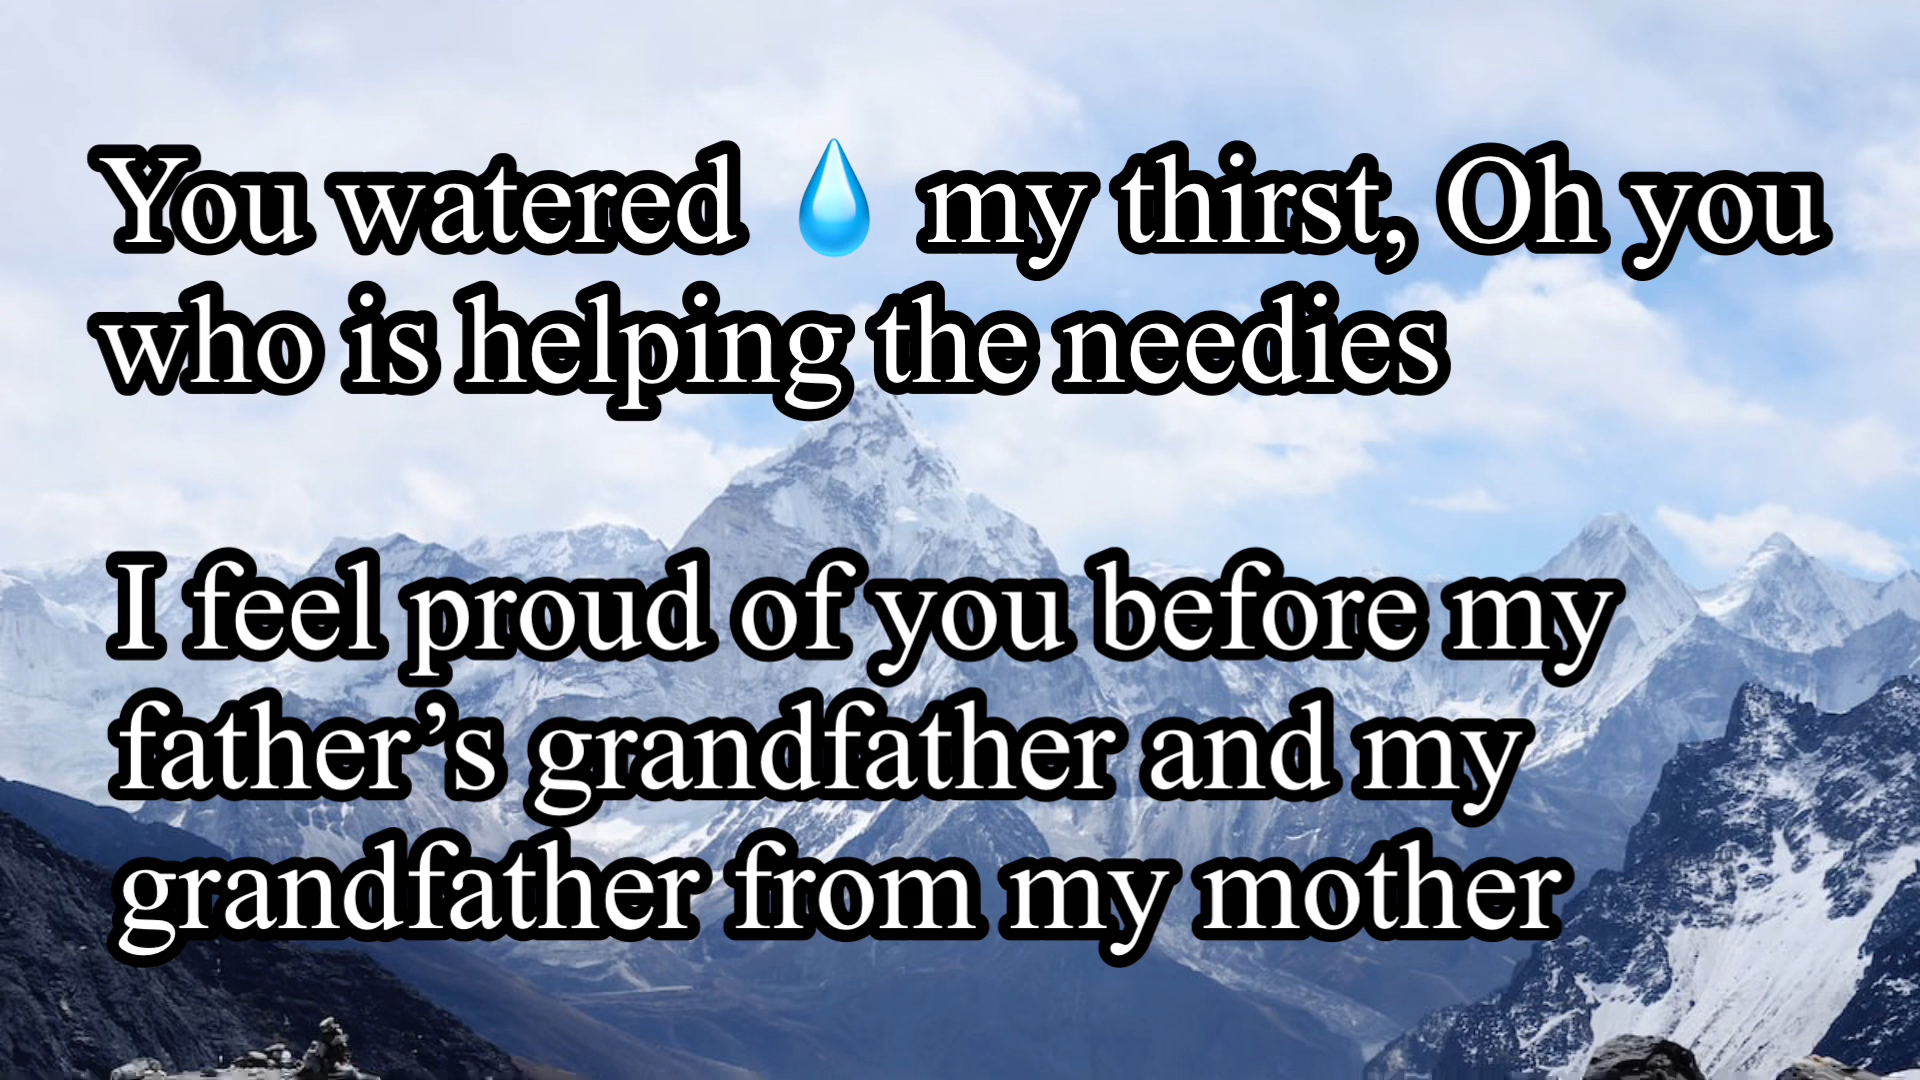 You watered 💧 my thirst, Oh you
who is helping the needies
I feel proud of you before my
father’s grandfather and my
grandfather from my mother